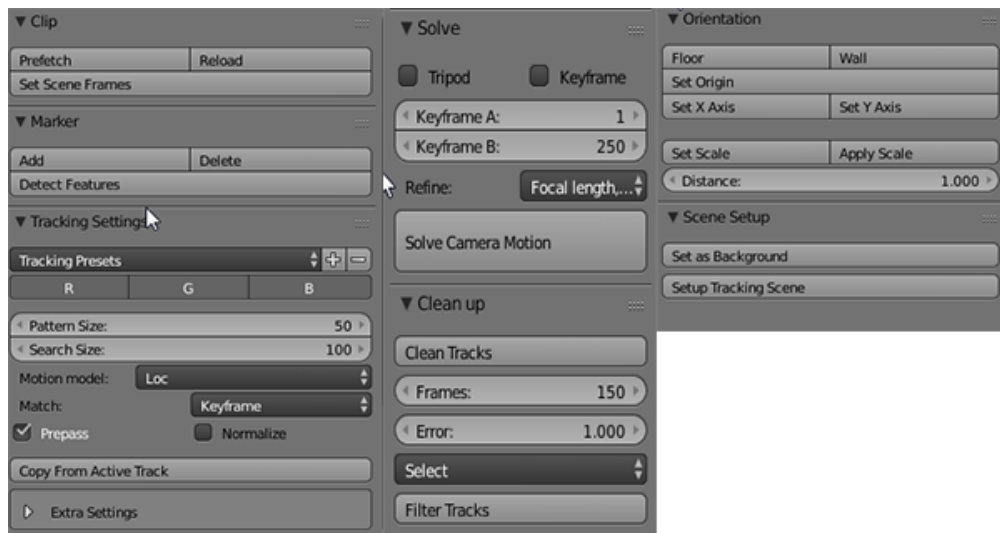 Clip
Prefetch Reload
Set Scene Frames
Marker
Add Delete
Detect Features
Tracking Settings
Tracking Presets
R G B
Pattern Size: 50
Search Size: 100
Motion model: Loc
Match: Keyframe
Prepass Normalize
Copy From Active Track
Extra Settings
Solve
Tripod Keyframe
Keyframe A: 1
Keyframe B: 250
Refine: Focal length,...
Solve Camera Motion
Clean up
Clean Tracks
Frames: 150
Error: 1.000
Select
Filter Tracks
Orientation
Floor Wall
Set Origin
Set X Axis Set Y Axis
Set Scale Apply Scale
Distance: 1.000
Scene Setup
Set as Background
Setup Tracking Scene